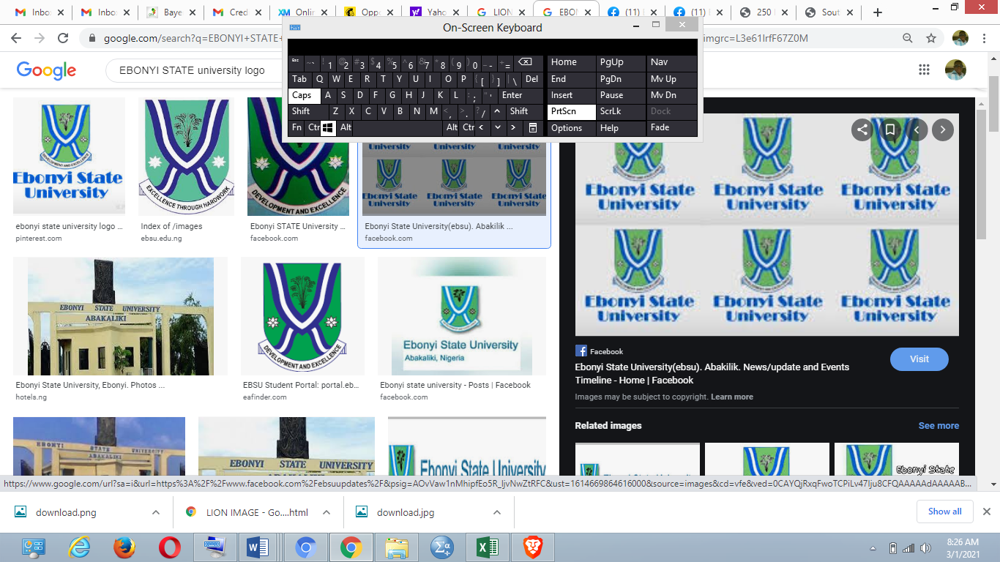 Inbo
Inbo
Baye
Cred
XM Onlin
Oppo
Yaho
LION
EBON
(11)
(11)
250
Sout
google.com/search?q=EBONYI+STATE+
imgrc=L3e61IrfF67Z0M
On-Screen Keyboard
Esc ~ ` ! 1 @ 2 # 3 $ 4 % 5 ^ 6 & 7 * 8 ( 9 ) 0 _ - + = Home PgUp Nav
Tab Q W E R T Y U I O P { [ } ] | \ Del End PgDn Mv Up
Caps A S D F G H J K L : ; " ' Enter Insert Pause Mv Dn
Shift Z X C V B N M < , > . ? / ^ Shift PrtScn ScrLk Dock
Fn Ctr Alt Alt Ctr < > Options Help Fade
Google
EBONYI STATE university logo
DEVELOPMENT AND EXCELLENCE
Ebonyi State
University
ebonyi state university logo ...
pinterest.com
EXCELLENCE THROUGH HARDWORK
Index of /images
ebsu.edu.ng
DEVELOPMENT AND EXCELLENCE
Ebonyi STATE University ...
facebook.com
University University University
Ebonyi State Ebonyi State Ebonyi State
University University University
Ebonyi State University(ebsu). Abakilik ...
facebook.com
EBONYI STATE UNIVERSITY
ABAKALIKI
Ebonyi State University, Ebonyi. Photos ...
hotels.ng
DEVELOPMENT AND EXCELLENCE
EBSU Student Portal: portal.eb...
eafinder.com
Ebonyi State University
Abakaliki, Nigeria
Ebonyi state university - Posts | Facebook
facebook.com
EBONYI STATE UNIVERSITY
ABAKALIKI
EBONYI STATE UNIVERSITY
Ebonyi State University
Ebonyi State Ebonyi State Ebonyi State
University University University
Ebonyi State Ebonyi State Ebonyi State
University University University
Facebook
Ebonyi State University(ebsu). Abakilik. News/update and Events
Timeline - Home | Facebook
Visit
Images may be subject to copyright. Learn more
Related images
See more
Ebonyi State
https://www.google.com/url?sa=i&url=https%3A%2F%2Fwww.facebook.com%2Febsuupdates%2F&psig=AOvVaw1nMhipfEo5R_ljvNwZtRFC&ust=1614669864616000&source=images&cd=vfe&ved=0CAYQjRxqFwoTCPiLv47Iju8CFQAAAAAdAAAAAB...
download.png
LION IMAGE - Go....html
download.jpg
Show all
8:26 AM
3/1/2021